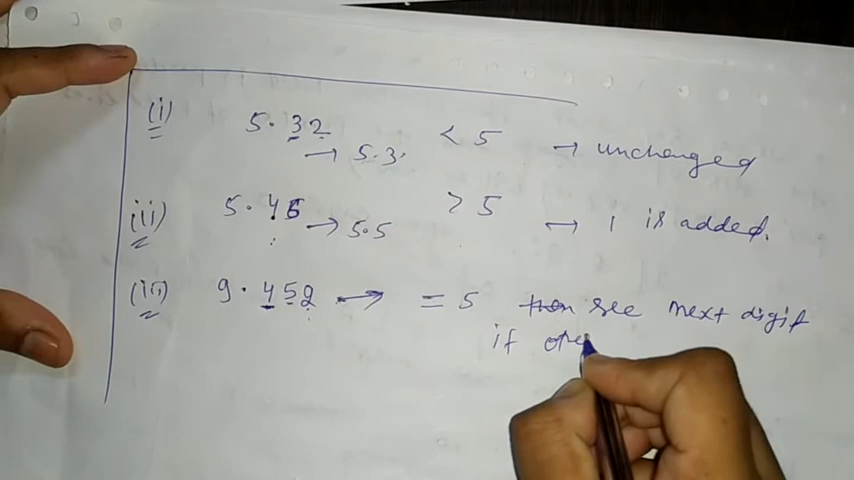 (i) 5.32 < 5 → unchanged
→ 5.3.
(ii) 5.46 → 5.5 > 5 → 1 is added.
(iii) 9.452 → = 5 then see next digit
if othe